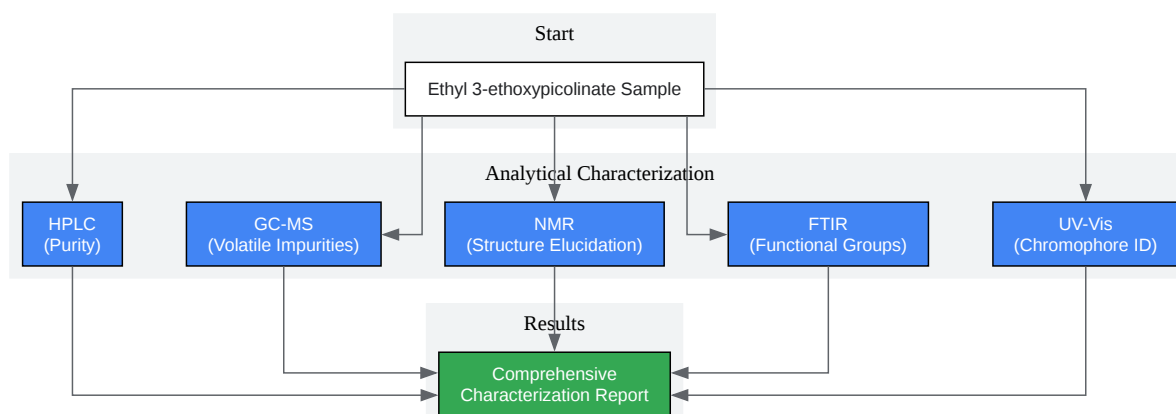 Start
Ethyl 3-ethoxypicolinate Sample
Analytical Characterization
HPLC
(Purity)
GC-MS
(Volatile Impurities)
NMR
(Structure Elucidation)
FTIR
(Functional Groups)
UV-Vis
(Chromophore ID)
Results
Comprehensive
Characterization Report